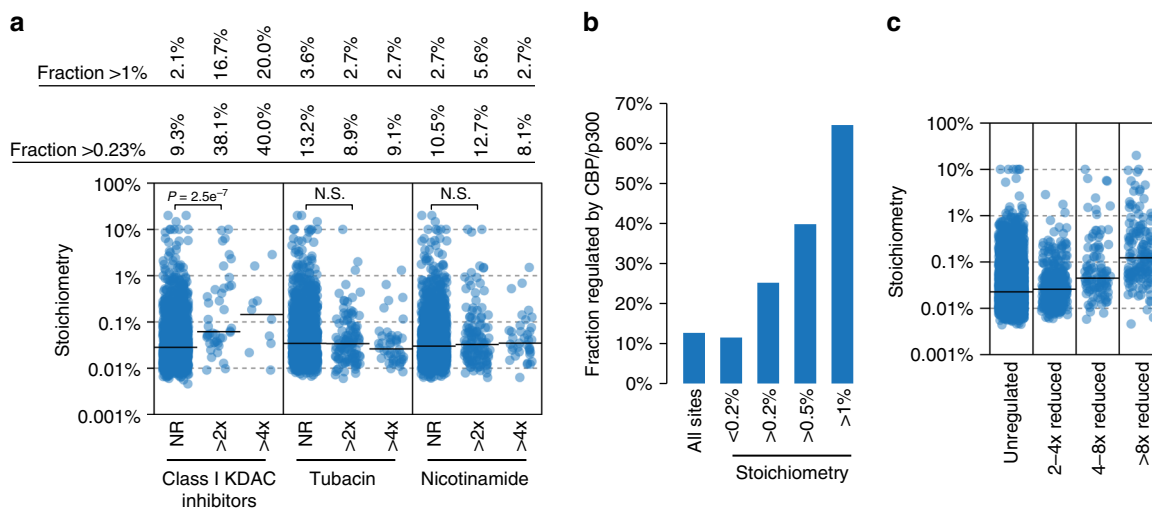 a
Fraction >1%
2.1% 16.7% 20.0% 3.6% 2.7% 2.7% 2.7% 5.6% 2.7%
Fraction >0.23%
9.3% 38.1% 40.0% 13.2% 8.9% 9.1% 10.5% 12.7% 8.1%
P = 2.5e⁻⁷
N.S.
N.S.
Stoichiometry
100%
10%
1%
0.1%
0.01%
0.001%
NR >2x >4x NR >2x >4x NR >2x >4x
Class I KDAC
inhibitors
Tubacin
Nicotinamide
b
Fraction regulated by CBP/p300
70%
60%
50%
40%
30%
20%
10%
0%
All sites <0.2% >0.2% >0.5% >1%
Stoichiometry
c
Stoichiometry
100%
10%
1%
0.1%
0.01%
0.001%
Unregulated
2–4x reduced
4–8x reduced
>8x reduced